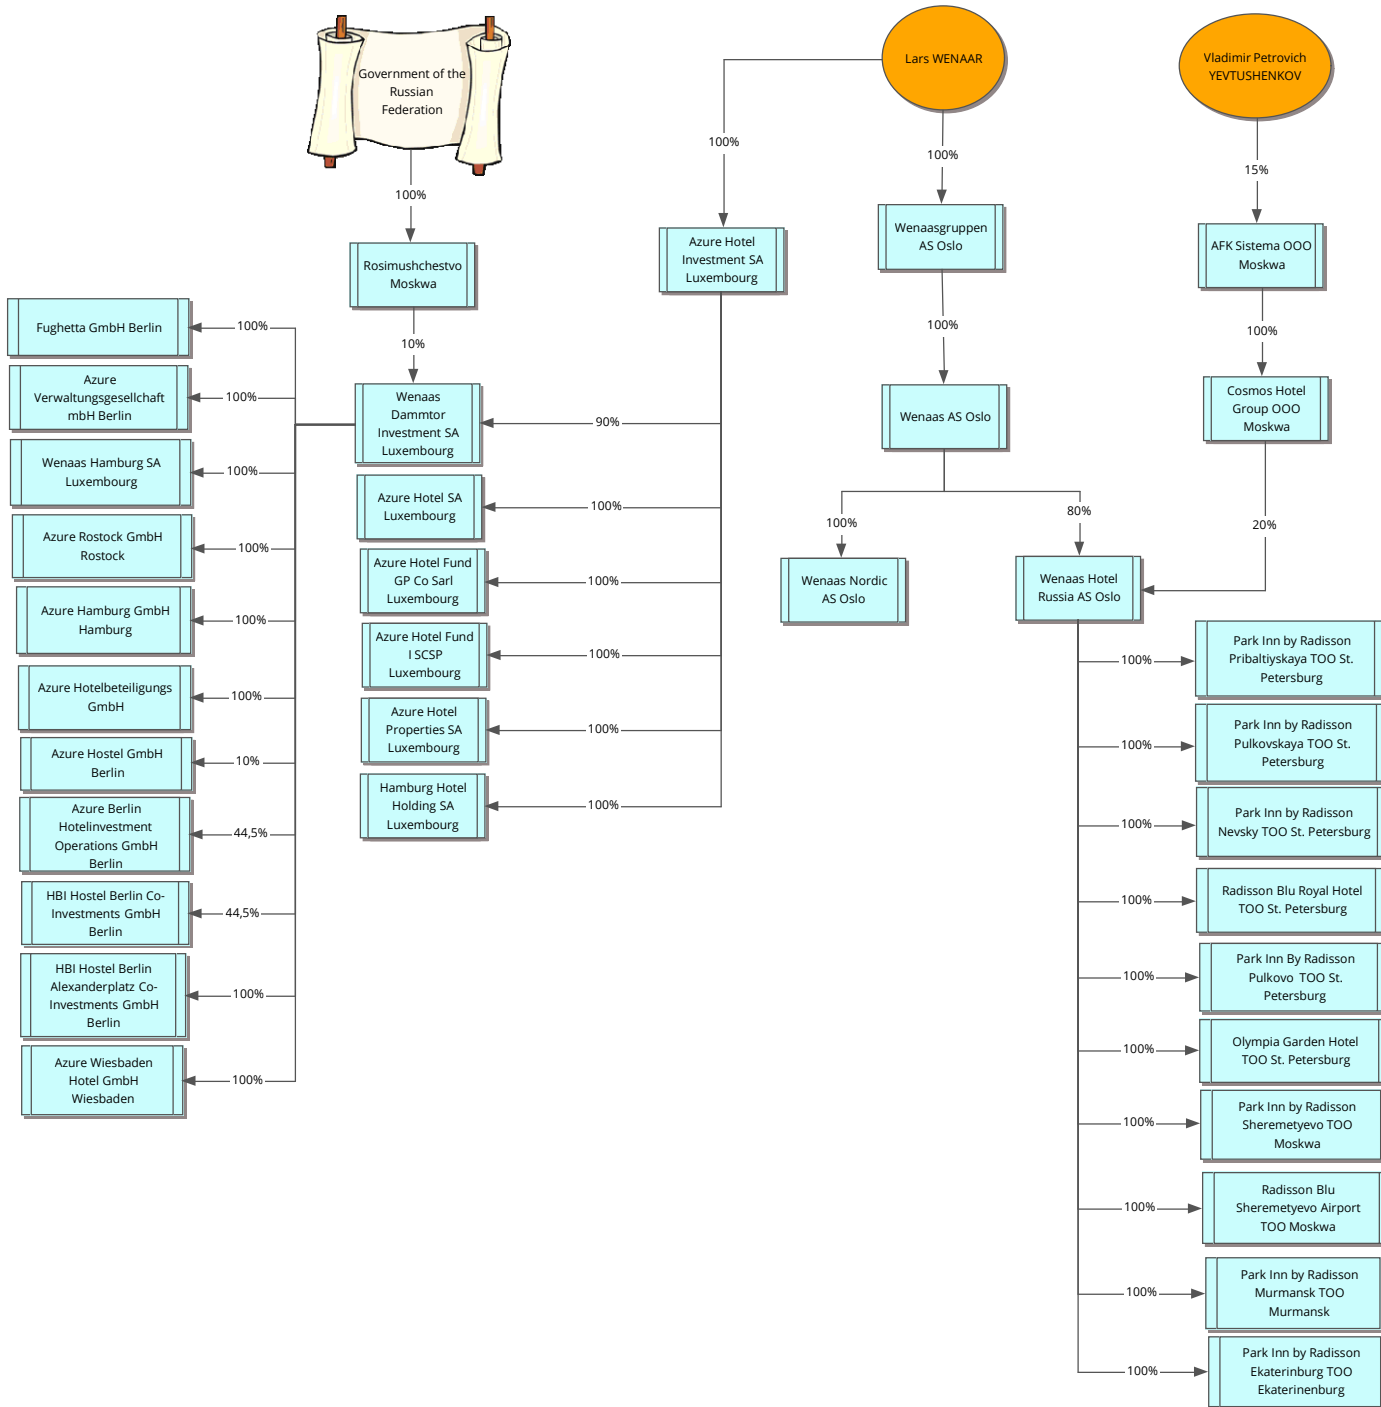 Government of the
Russian
Federation
Lars WENAAR
Vladimir Petrovich
YEVTUSHENKOV
100%
100%
100%
15%
Rosimushchestvo
Moskwa
Azure Hotel
Investment SA
Luxembourg
Wenaasgruppen
AS Oslo
AFK Sistema OOO
Moskwa
10%
100%
100%
Wenaas
Dammtor
Investment SA
Luxembourg
90%
Wenaas AS Oslo
Cosmos Hotel
Group OOO
Moskwa
Azure Hotel SA
Luxembourg
100%
Azure Hotel Fund
GP Co Sarl
Luxembourg
100%
Azure Hotel Fund
I SCSP
Luxembourg
100%
Azure Hotel
Properties SA
Luxembourg
100%
Hamburg Hotel
Holding SA
Luxembourg
100%
100%
80%
20%
Wenaas Nordic
AS Oslo
Wenaas Hotel
Russia AS Oslo
Fughetta GmbH Berlin
100%
Azure
Verwaltungsgesellschaft
mbH Berlin
100%
Wenaas Hamburg SA
Luxembourg
100%
Azure Rostock GmbH
Rostock
100%
Azure Hamburg GmbH
Hamburg
100%
Azure Hotelbeteiligungs
GmbH
100%
Azure Hostel GmbH
Berlin
10%
Azure Berlin
Hotelinvestment
Operations GmbH
Berlin
44,5%
HBI Hostel Berlin Co-
Investments GmbH
Berlin
44,5%
HBI Hostel Berlin
Alexanderplatz Co-
Investments GmbH
Berlin
100%
Azure Wiesbaden
Hotel GmbH
Wiesbaden
100%
100%
Park Inn by Radisson
Pribaltiyskaya TOO St.
Petersburg
100%
Park Inn by Radisson
Pulkovskaya TOO St.
Petersburg
100%
Park Inn by Radisson
Nevsky TOO St. Petersburg
100%
Radisson Blu Royal Hotel
TOO St. Petersburg
100%
Park Inn By Radisson
Pulkovo TOO St.
Petersburg
100%
Olympia Garden Hotel
TOO St. Petersburg
100%
Park Inn by Radisson
Sheremetyevo TOO
Moskwa
100%
Radisson Blu
Sheremetyevo Airport
TOO Moskwa
100%
Park Inn by Radisson
Murmansk TOO
Murmansk
100%
Park Inn by Radisson
Ekaterinburg TOO
Ekaterinenburg